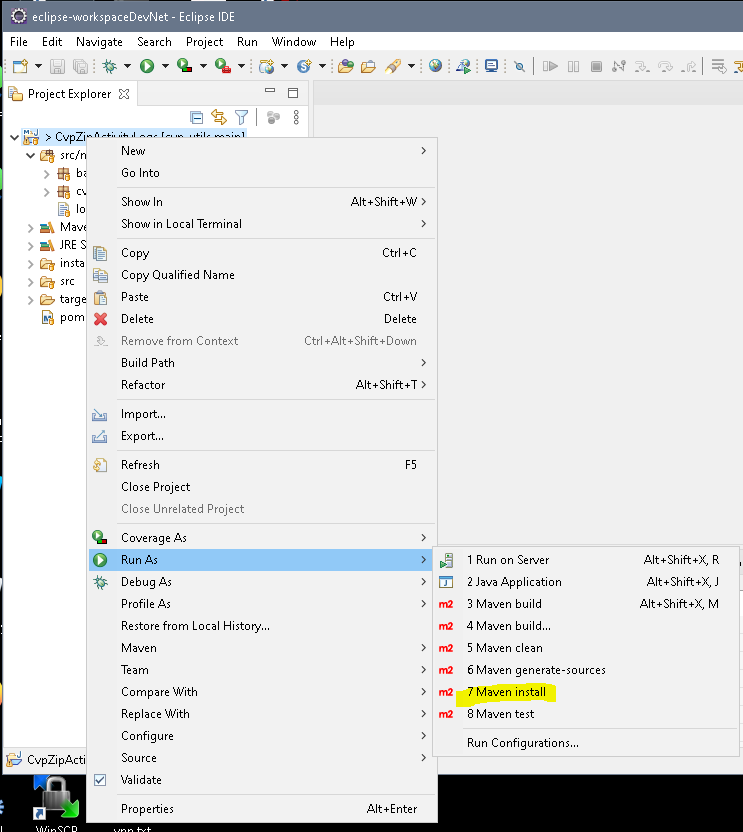 eclipse-workspaceDevNet - Eclipse IDE
File Edit Navigate Search Project Run Window Help
Project Explorer
> CvpZipActivityLogs [cvp-utils main]
New
src/
Go Into
Show In Alt+Shift+W
Show in Local Terminal
Copy Ctrl+C
Copy Qualified Name
Paste Ctrl+V
Delete Delete
Remove from Context Ctrl+Alt+Shift+Down
Build Path
Refactor Alt+Shift+T
ba
cv
lo
Mave
JRE S
insta
src
targe
pom
Import...
Export...
Refresh F5
Close Project
Close Unrelated Project
Coverage As
Run As
Debug As
Profile As
Restore from Local History...
Maven
Team
Compare With
Replace With
Configure
Source
Validate
Properties Alt+Enter
1 Run on Server Alt+Shift+X, R
2 Java Application Alt+Shift+X, J
m2 3 Maven build Alt+Shift+X, M
m2 4 Maven build...
m2 5 Maven clean
m2 6 Maven generate-sources
m2 7 Maven install
m2 8 Maven test
Run Configurations...
CvpZipActi
WinSCP
vpn.txt